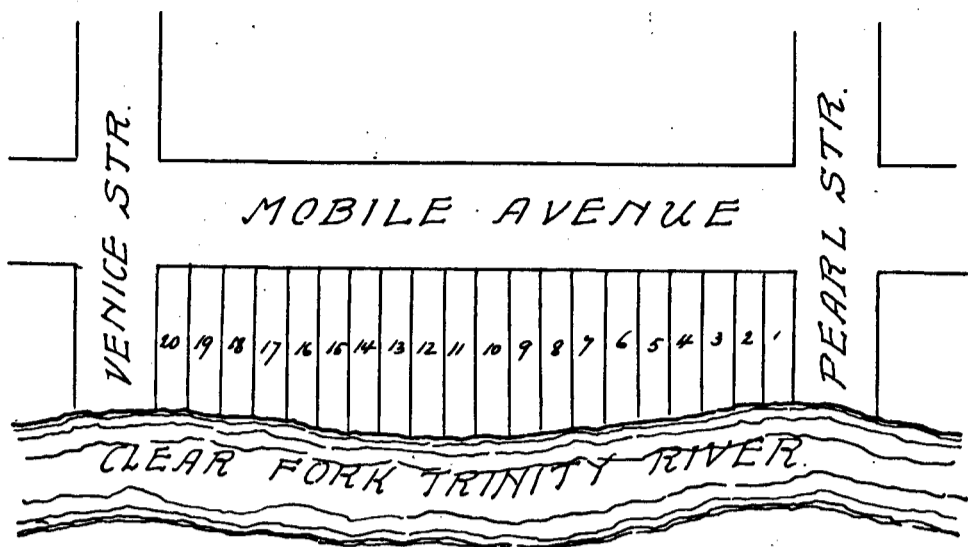 VENICE STR.
MOBILE AVENUE
PEARL STR.
20 19 18 17 16 15 14 13 12 11 10 9 8 7 6 5 4 3 2 1
CLEAR FORK TRINITY RIVER.